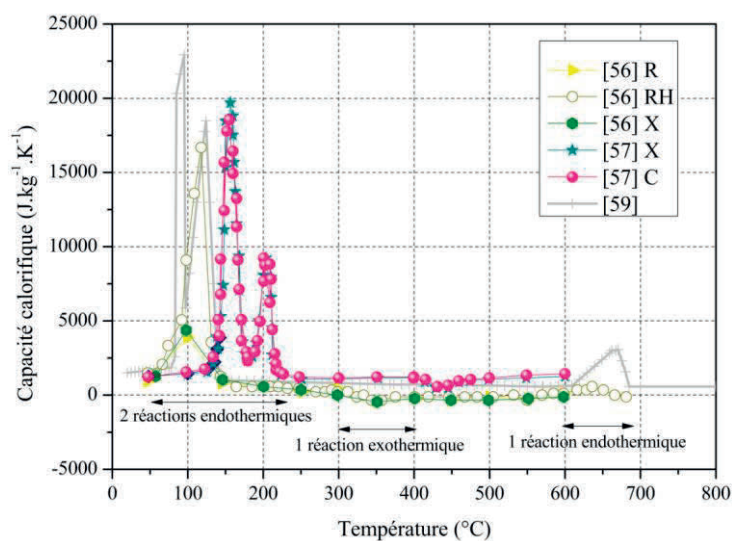 25000
20000
15000
10000
5000
0
-5000
Capacité calorifique (J.kg⁻¹.K⁻¹)
[56] R
[56] RH
[56] X
[57] X
[57] C
[59]
2 réactions endothermiques
1 réaction exothermique
1 réaction endothermique
0 100 200 300 400 500 600 700 800
Température (°C)